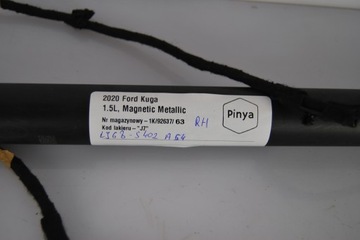 2020 Ford Kuga
1.5L, Magnetic Metallic
Nr magazynowy – 1K/92637/ 63 RH
Kod lakieru – "J7"
Pinya